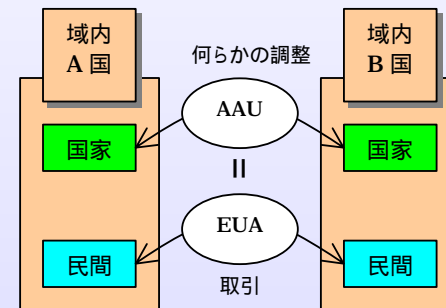 域内
A 国
何らかの調整
域内
B 国
AAU
国家
国家
=
EUA
民間
民間
取引